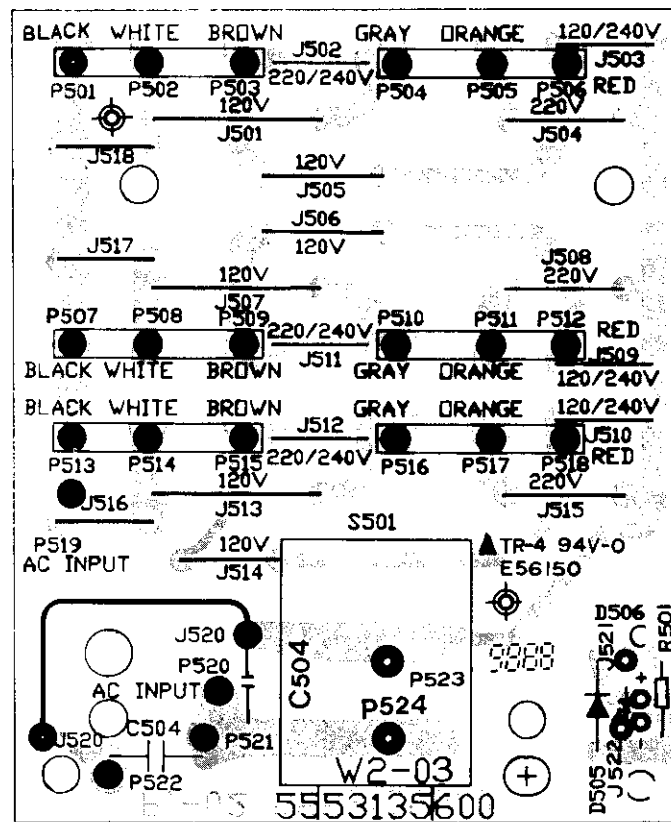 BLACK WHITE BROWN GRAY ORANGE 120/240V
J502 J503
P501 P502 P503 220/240V P504 P505 P506 RED
120V 220V
J501 J504
J518
120V
J505
J506
120V
J517 J508
120V 220V
J507
P507 P508 P509 220/240V P510 P511 P512 RED
J511 J509
BLACK WHITE BROWN GRAY ORANGE 120/240V
BLACK WHITE BROWN GRAY ORANGE 120/240V
J512 J510
P513 P514 P515 220/240V P516 P517 P518 RED
120V 220V
J516 J513 J515
S501
P519 120V TR-4 94V-0
AC INPUT J514 E56150
D506 R501
J520 J521
P520 C504 P523
AC INPUT P524
C504
J520 P521
P522 D505 J522
W2-03
5553135600